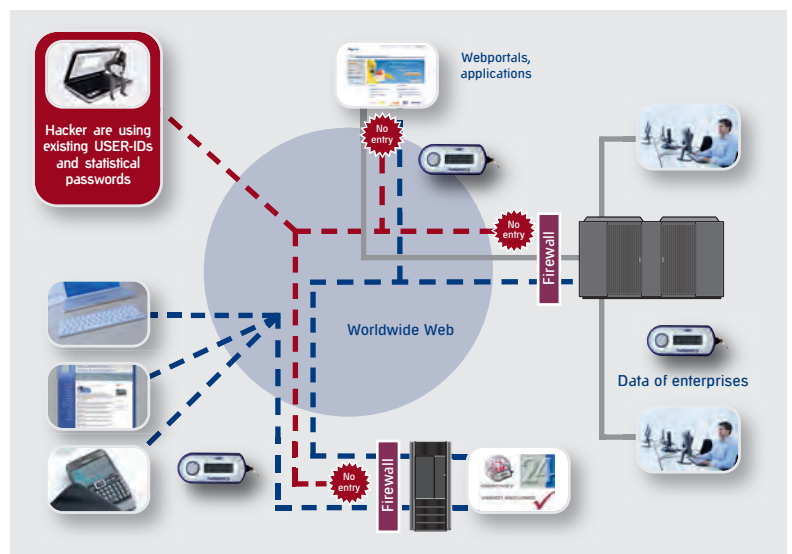 Hacker are using
existing USER-IDs
and statistical
passwords
Webportals,
applications
No
entry
No
entry
Firewall
Worldwide Web
Data of enterprises
No
entry
Firewall
24